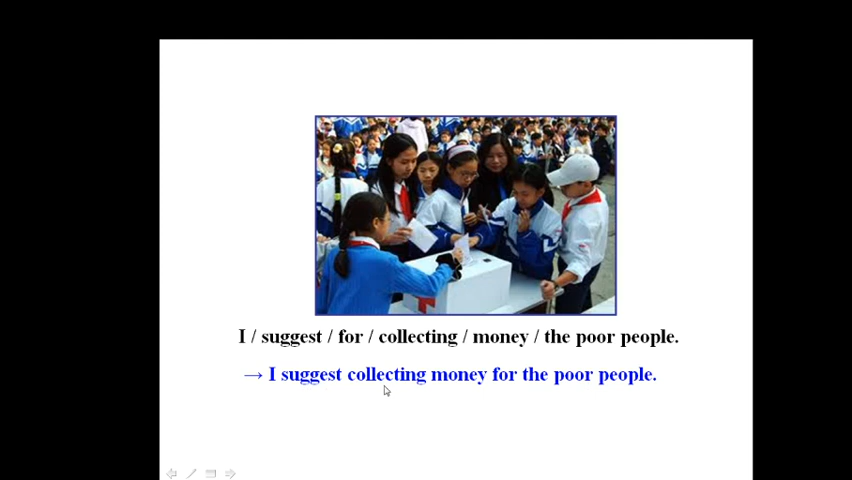 I / suggest / for / collecting / money / the poor people.
→ I suggest collecting money for the poor people.